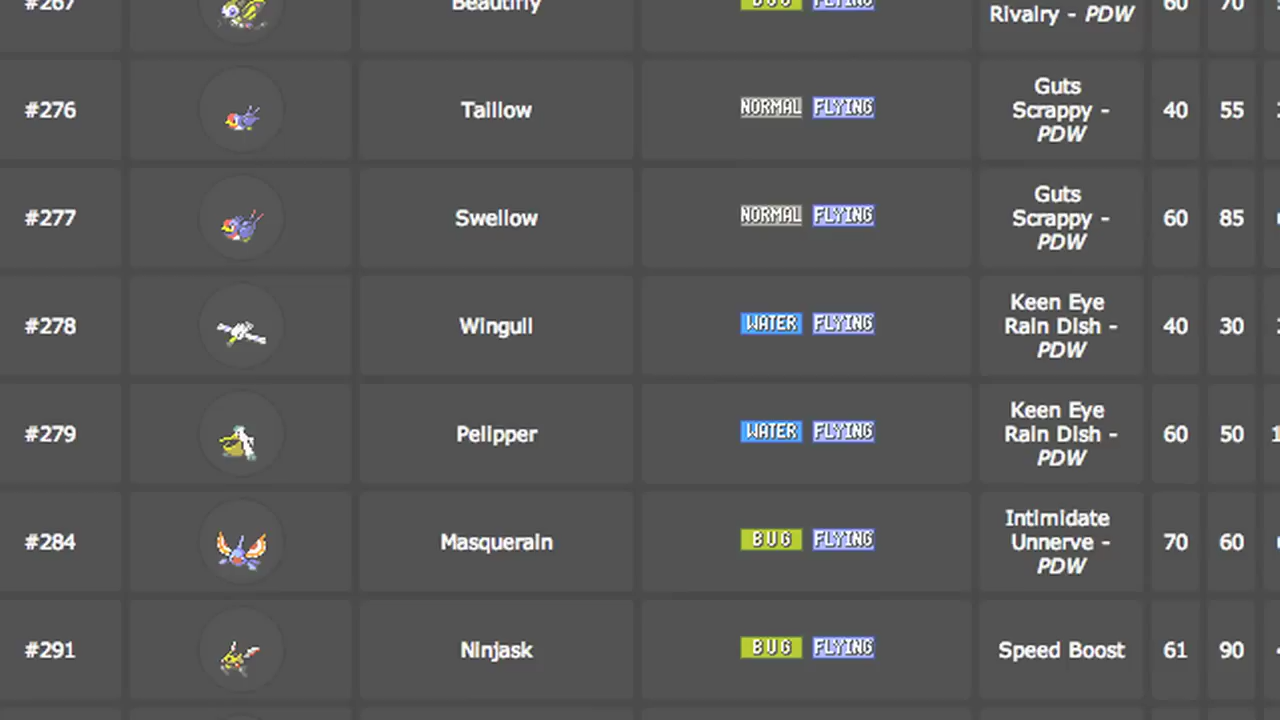 #267 Beautifly BUG FLYING Rivalry - PDW 60 70
#276 Taillow NORMAL FLYING Guts Scrappy - PDW 40 55
#277 Swellow NORMAL FLYING Guts Scrappy - PDW 60 85
#278 Wingull WATER FLYING Keen Eye Rain Dish - PDW 40 30
#279 Pelipper WATER FLYING Keen Eye Rain Dish - PDW 60 50
#284 Masquerain BUG FLYING Intimidate Unnerve - PDW 70 60
#291 Ninjask BUG FLYING Speed Boost 61 90